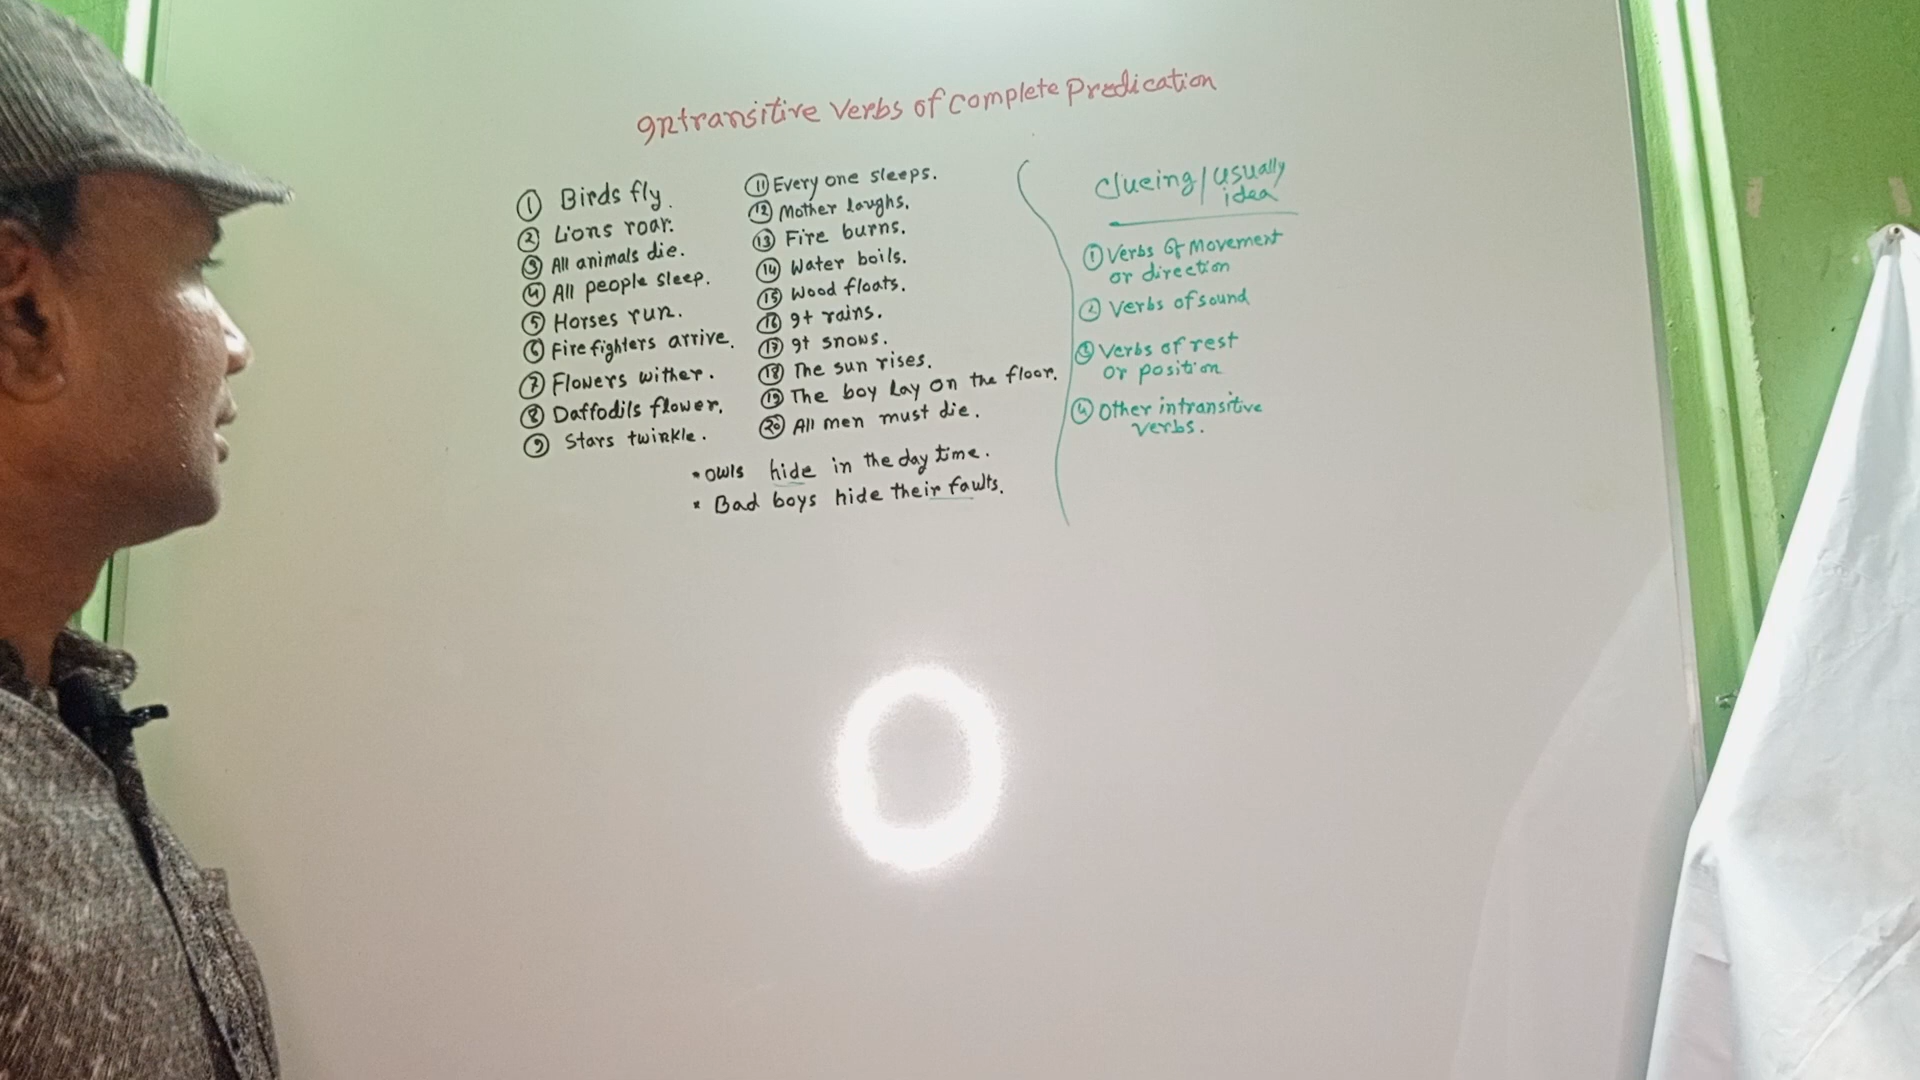 Intransitive Verbs of Complete Predication
① Birds fly.
② Lions roar.
③ All animals die.
④ All people sleep.
⑤ Horses run.
⑥ Fire fighters arrive.
⑦ Flowers wither.
⑧ Daffodils flower.
⑨ Stars twinkle.
⑪ Every one sleeps.
⑫ Mother laughs.
⑬ Fire burns.
⑭ Water boils.
⑮ Wood floats.
⑯ It rains.
⑰ It snows.
⑱ The sun rises.
⑲ The boy lay on the floor.
⑳ All men must die.
• Owls hide in the day time.
* Bad boys hide their faults.
Clueing / usually
idea
① Verbs of movement
or direction
② Verbs of sound
③ Verbs of rest
or position
④ Other intransitive
verbs.